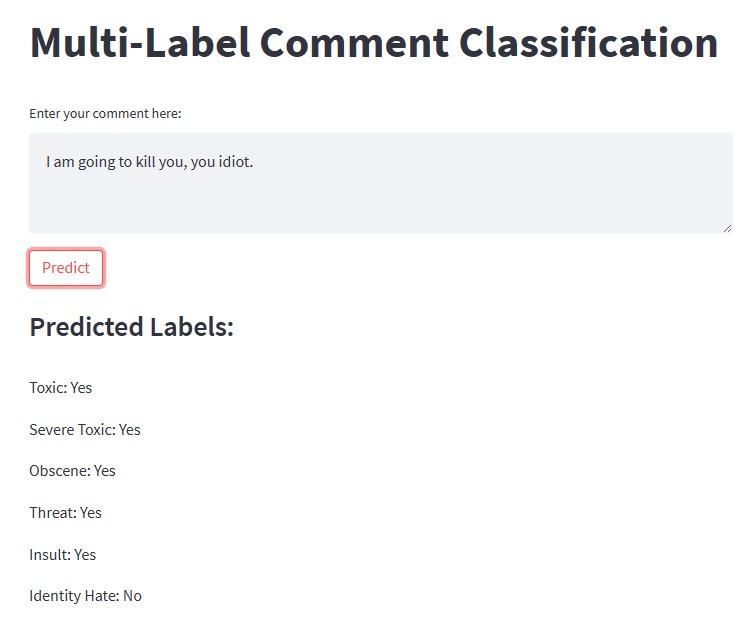 Multi-Label Comment Classification
Enter your comment here:
I am going to kill you, you idiot.
Predict
Predicted Labels:
Toxic: Yes
Severe Toxic: Yes
Obscene: Yes
Threat: Yes
Insult: Yes
Identity Hate: No